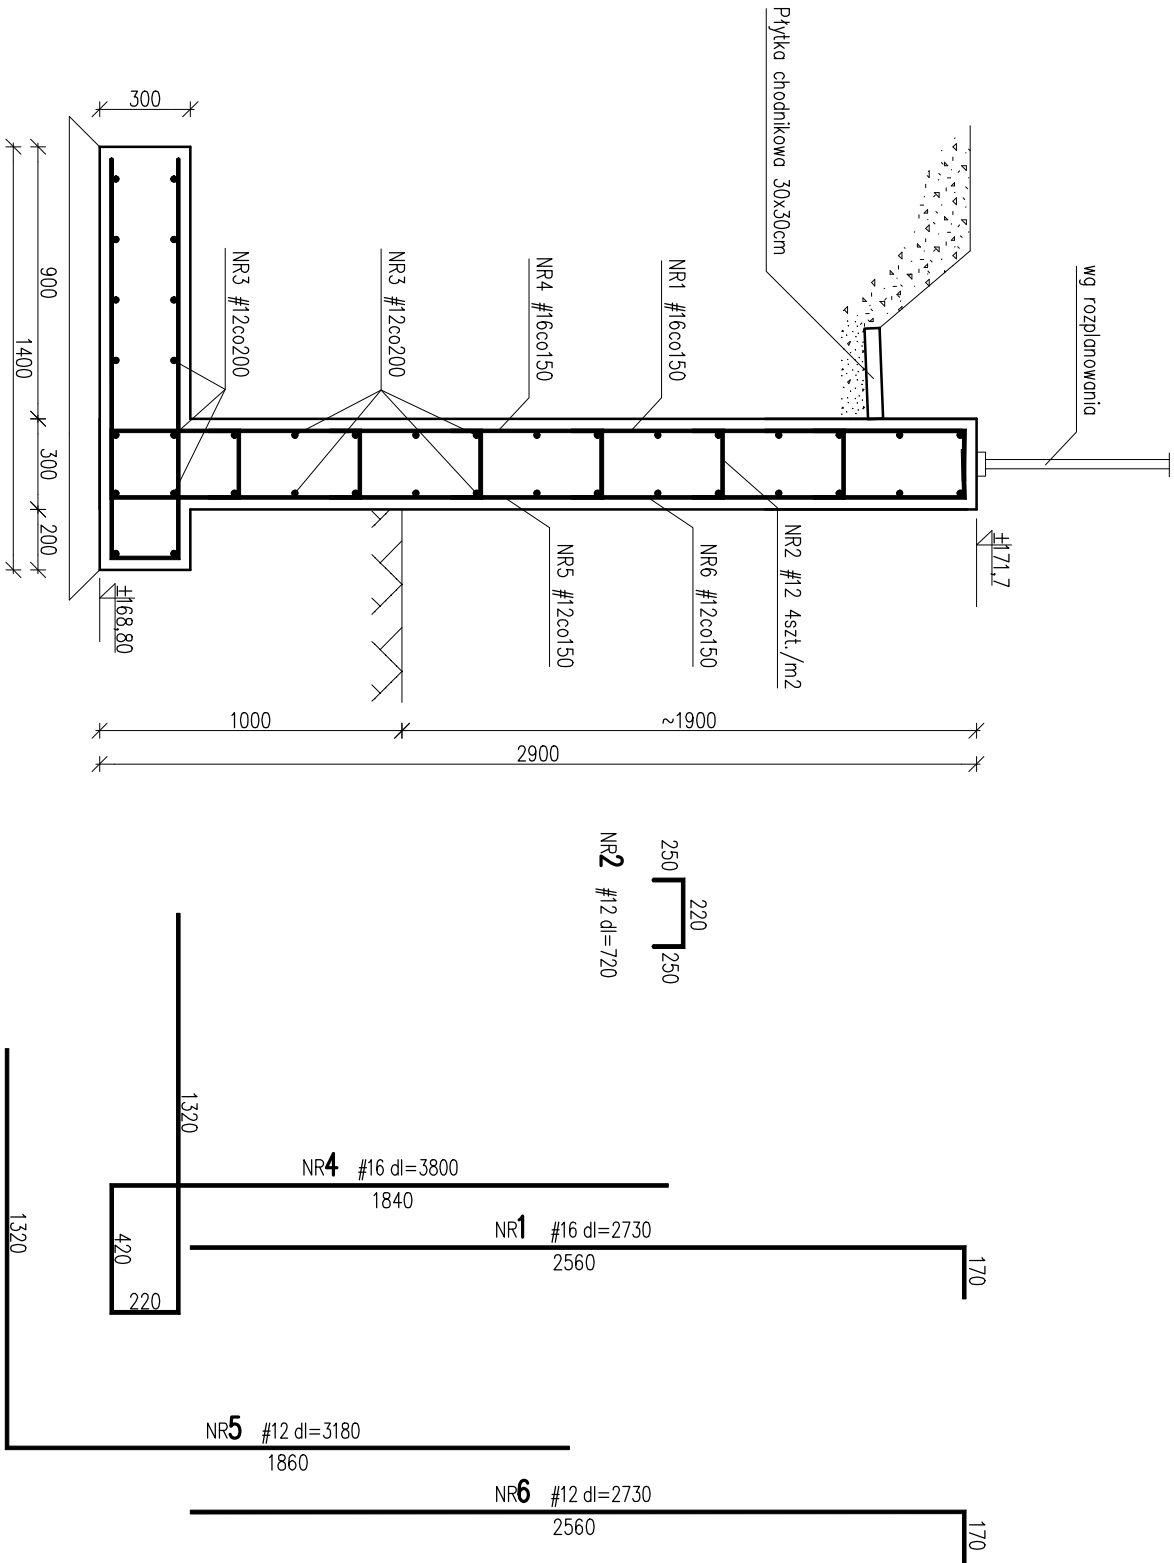 Płytka chodnikowa 30x30cm
wg rozplanowania
300
900
1400
300
200
NR3 #12co200
NR3 #12co200
NR4 #16co150
NR1 #16co150
NR2 #12 4szt./m2
NR6 #12co150
NR5 #12co150
±171,7
±168,80
1000
~1900
2900
250
220
250
NR2 #12 dl=720
1320
NR4 #16 dl=3800
1840
420
220
NR1 #16 dl=2730
2560
170
1320
NR5 #12 dl=3180
1860
NR6 #12 dl=2730
2560
170